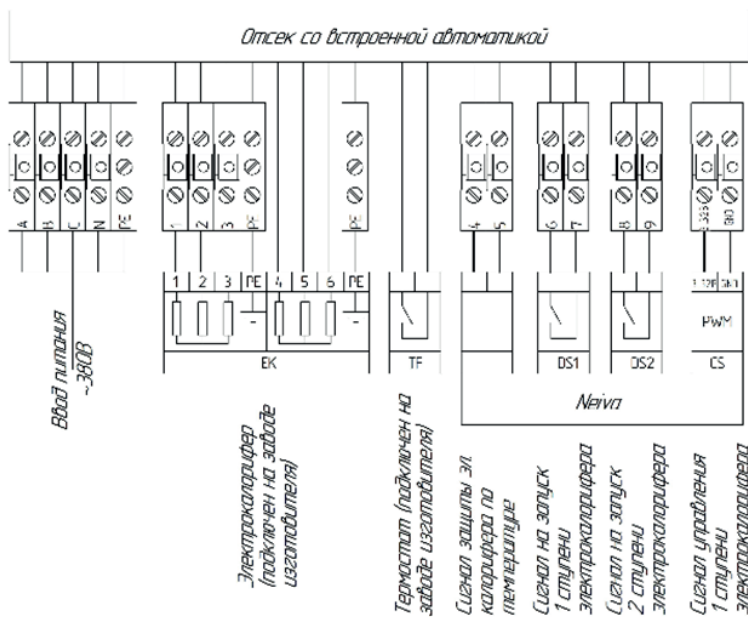 Отсек со встроенной автоматикой
A B C N PE 1 2 3 PE PE 4 5 6 7 8 9 GND
1 2 3 PE 4 5 6 PE GND
PWM
EK TF DS1 DS2 CS
Neiva
Ввод питания
~380В
Электрокалорифер
(подключен на заводе
изготовителя)
Термостат (подключен на
заводе изготовителя)
Сигнал защиты эл.
калорифера по
температуре
Сигнал на запуск
1 ступени
электрокалорифера
Сигнал на запуск
2 ступени
электрокалорифера
Сигнал управления
1 ступени
электрокалорифера